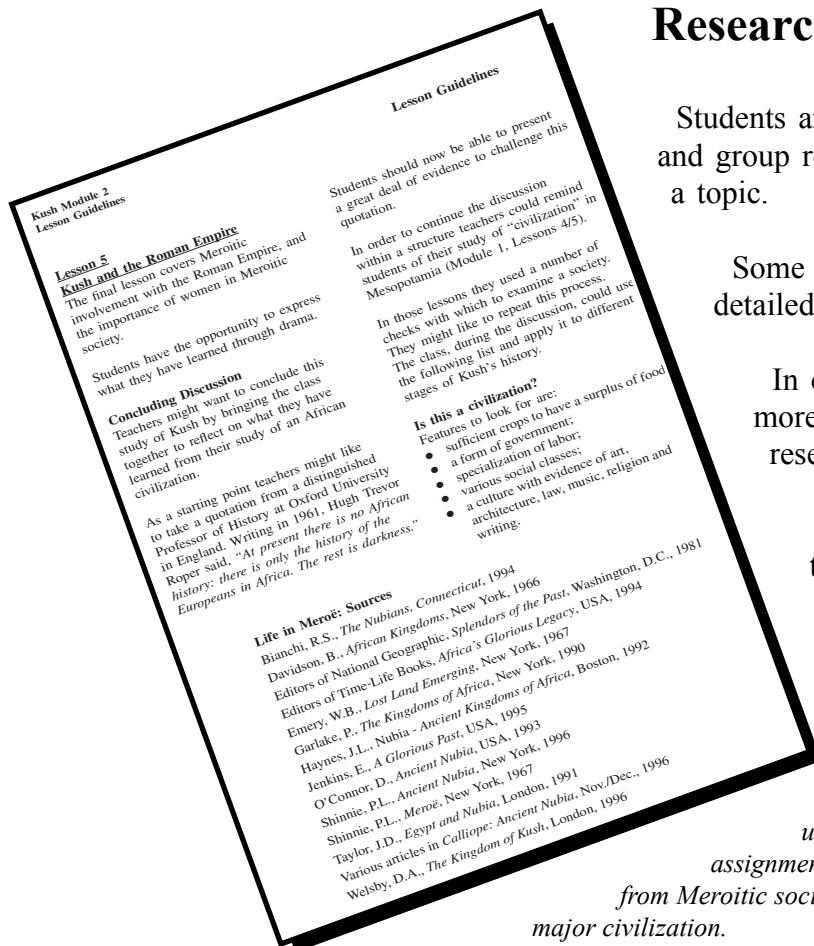 Kush Module 2
Lesson Guidelines
Lesson Guidelines
Lesson 5
Kush and the Roman Empire
The final lesson covers Meroitic
involvement with the Roman Empire, and
the importance of women in Meroitic
society.
Students have the opportunity to express
what they have learned through drama.
Concluding Discussion
Teachers might want to conclude this
study of Kush by bringing the class
together to reflect on what they have
learned from their study of an African
civilization.
As a starting point teachers might like
to take a quotation from a distinguished
Professor of History at Oxford University
in England. Writing in 1961, Hugh Trevor
Roper said, "At present there is no African
history: there is only the history of the
Europeans in Africa. The rest is darkness."
Students should now be able to present
a great deal of evidence to challenge this
quotation.
In order to continue the discussion
within a structure teachers could remind
students of their study of "civilization" in
Mesopotamia (Module 1, Lessons 4/5).
In those lessons they used a number of
checks with which to examine a society.
They might like to repeat this process.
The class, during the discussion, could use
the following list and apply it to different
stages of Kush's history.
Is this a civilization?
Features to look for are:
• sufficient crops to have a surplus of food
• a form of government;
• specialization of labor;
• various social classes;
• a culture with evidence of art,
architecture, law, music, religion and
writing.
Life in Meroë: Sources
Bianchi, R.S., The Nubians, Connecticut, 1994
Davidson, B., African Kingdoms, New York, 1966
Editors of National Geographic, Splendors of the Past, Washington, D.C., 1981
Editors of Time-Life Books, Africa's Glorious Legacy, USA, 1994
Emery, W.B., Lost Land Emerging, New York, 1967
Garlake, P., The Kingdoms of Africa, New York, 1990
Haynes, J.L., Nubia - Ancient Kingdoms of Africa, Boston, 1992
Jenkins, E., A Glorious Past, USA, 1995
O'Connor, D., Ancient Nubia, USA, 1993
Shinnie, P.L., Ancient Nubia, New York, 1996
Shinnie, P.L., Meroë, New York, 1967
Taylor, J.D., Egypt and Nubia, London, 1991
Various articles in Calliope: Ancient Nubia, Nov./Dec., 1996
Welsby, D.A., The Kingdom of Kush, London, 1996
Researc
Students a
and group re
a topic.
Some
detailed
In
more
rese
t
u
assignmen
from Meroitic soci
major civilization.